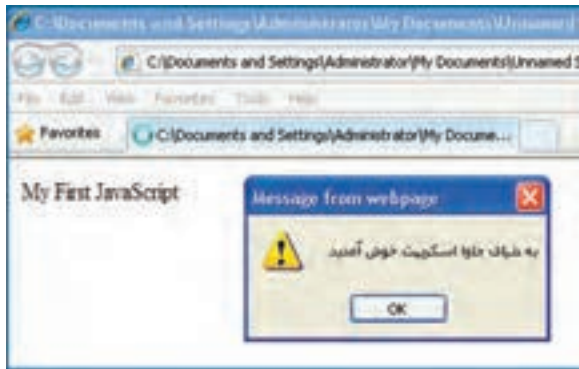 C:\Documents and Settings\Administrator\My Documents\Unnamed
C:\Documents and Settings\Administrator\My Documents\Unnamed S
File Edit View Favorites Tools Help
Favorites C:\Documents and Settings\Administrator\My Docume...
My First JavaScript
Message from webpage
به دنیای جاوا اسکریپت خوش آمدید
OK